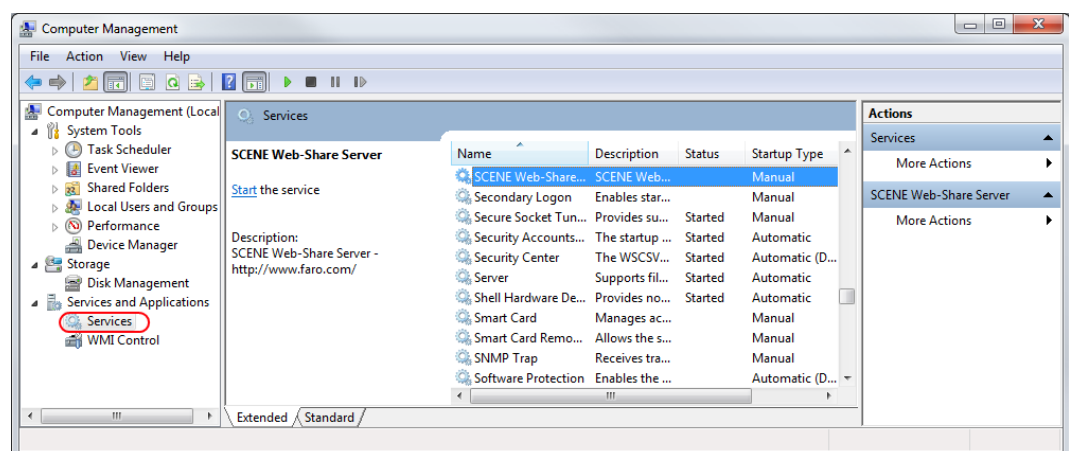 Computer Management
File Action View Help
Computer Management (Local
System Tools
Task Scheduler
Event Viewer
Shared Folders
Local Users and Groups
Performance
Device Manager
Storage
Disk Management
Services and Applications
Services
WMI Control
Services
SCENE Web-Share Server
Start the service
Description:
SCENE Web-Share Server -
http://www.faro.com/
Name Description Status Startup Type
SCENE Web-Share... SCENE Web... Manual
Secondary Logon Enables star... Manual
Secure Socket Tun... Provides su... Started Manual
Security Accounts... The startup ... Started Automatic
Security Center The WSCSV... Started Automatic (D...
Server Supports fil... Started Automatic
Shell Hardware De... Provides no... Started Automatic
Smart Card Manages ac... Manual
Smart Card Remo... Allows the s... Manual
SNMP Trap Receives tra... Manual
Software Protection Enables the ... Automatic (D...
Extended Standard
Actions
Services
More Actions
SCENE Web-Share Server
More Actions